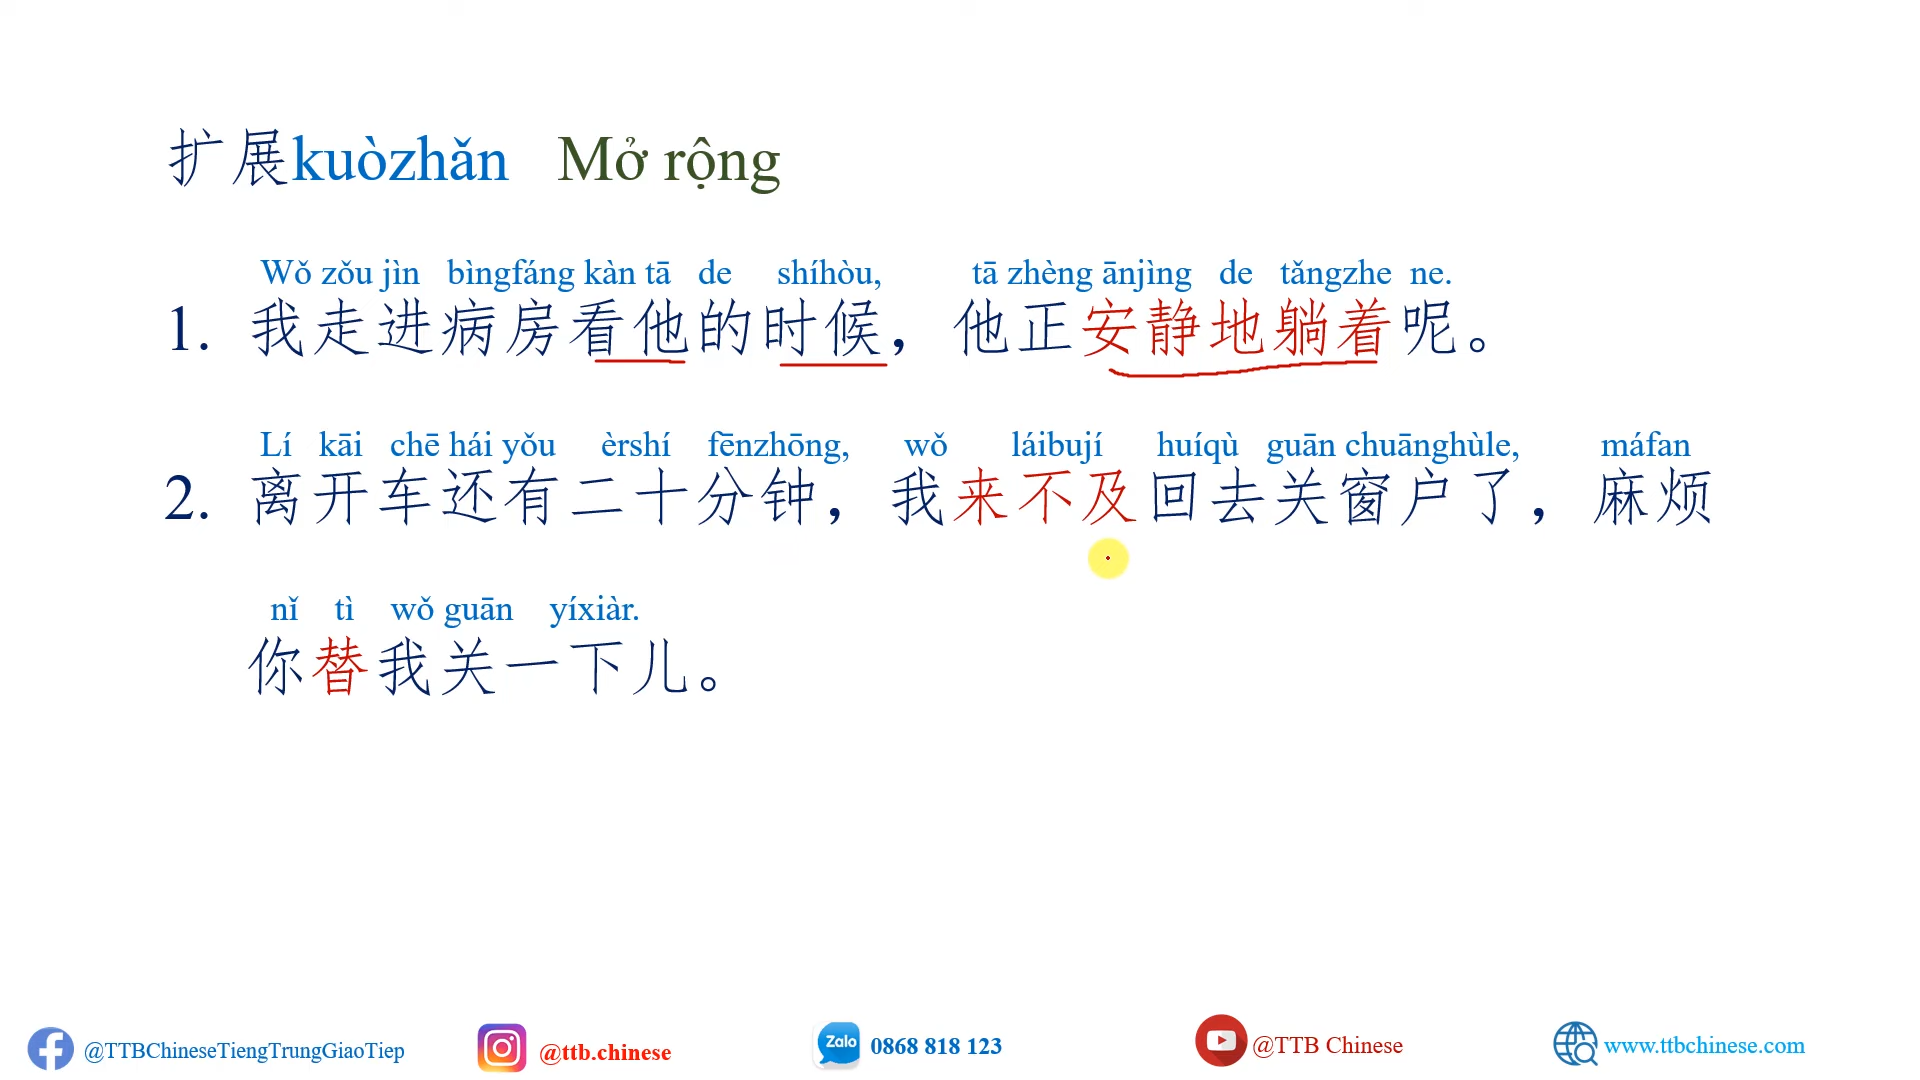 扩展kuòzhǎn Mở rộng
Wǒ zǒu jìn bìngfáng kàn tā de shíhòu, tā zhèng ānjìng de tǎngzhe ne.
1. 我走进病房看他的时候，他正安静地躺着呢。
Lí kāi chē hái yǒu èrshí fēnzhōng, wǒ láibují huíqù guān chuānghùle, máfan
2. 离开车还有二十分钟，我来不及回去关窗户了，麻烦
nǐ tì wǒ guān yíxiàr.
你替我关一下儿。
@TTBChineseTiengTrungGiaoTiep @ttb.chinese Zalo 0868 818 123 @TTB Chinese www.ttbchinese.com